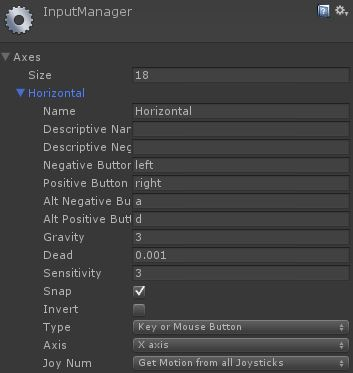 InputManager
Axes
Size 18
Horizontal
Name Horizontal
Descriptive Nar
Descriptive Neg
Negative Button left
Positive Button right
Alt Negative Bu a
Alt Positive Butt d
Gravity 3
Dead 0.001
Sensitivity 3
Snap
Invert
Type Key or Mouse Button
Axis X axis
Joy Num Get Motion from all Joysticks